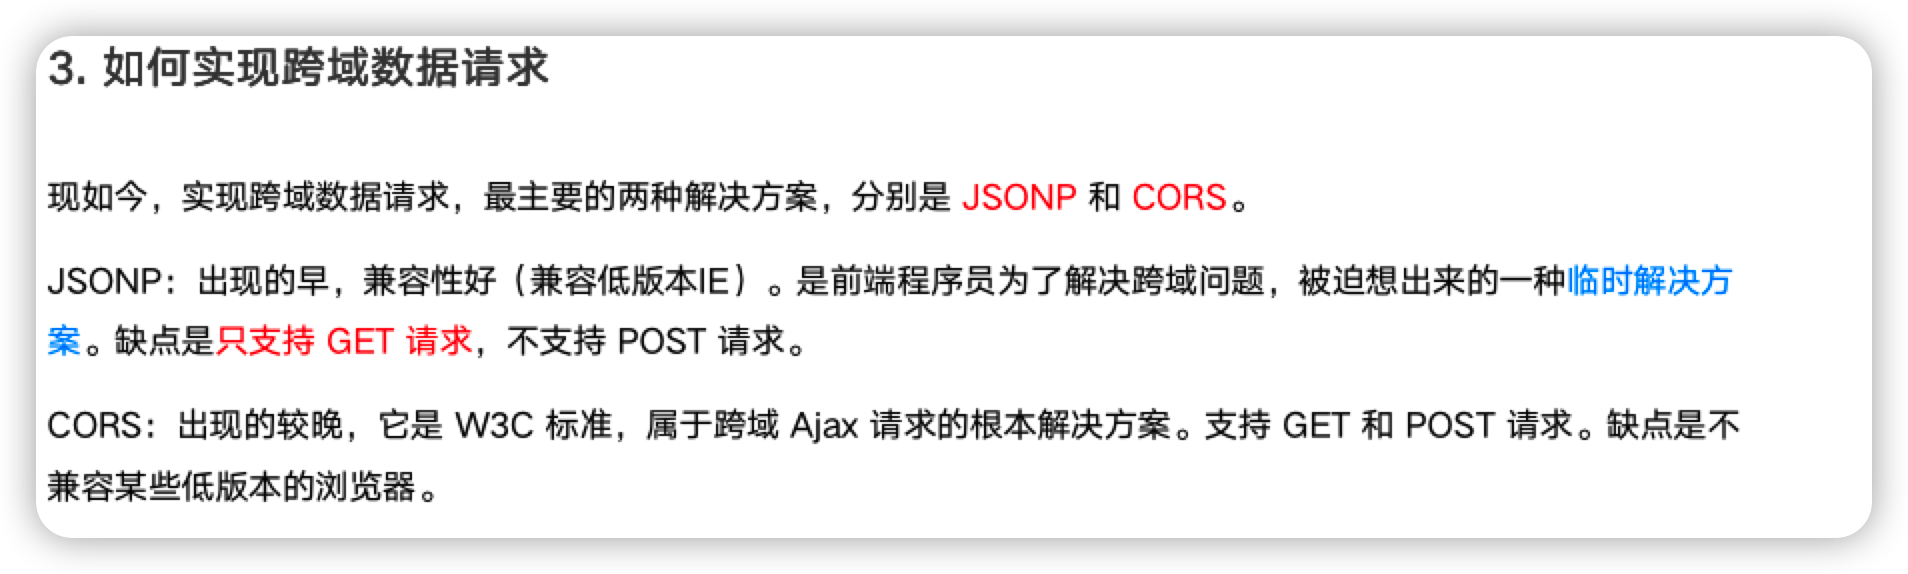 3. 如何实现跨域数据请求
现如今，实现跨域数据请求，最主要的两种解决方案，分别是 JSONP 和 CORS。
JSONP：出现的早，兼容性好（兼容低版本IE）。是前端程序员为了解决跨域问题，被迫想出来的一种临时解决方
案。缺点是只支持 GET 请求，不支持 POST 请求。
CORS：出现的较晚，它是 W3C 标准，属于跨域 Ajax 请求的根本解决方案。支持 GET 和 POST 请求。缺点是不
兼容某些低版本的浏览器。